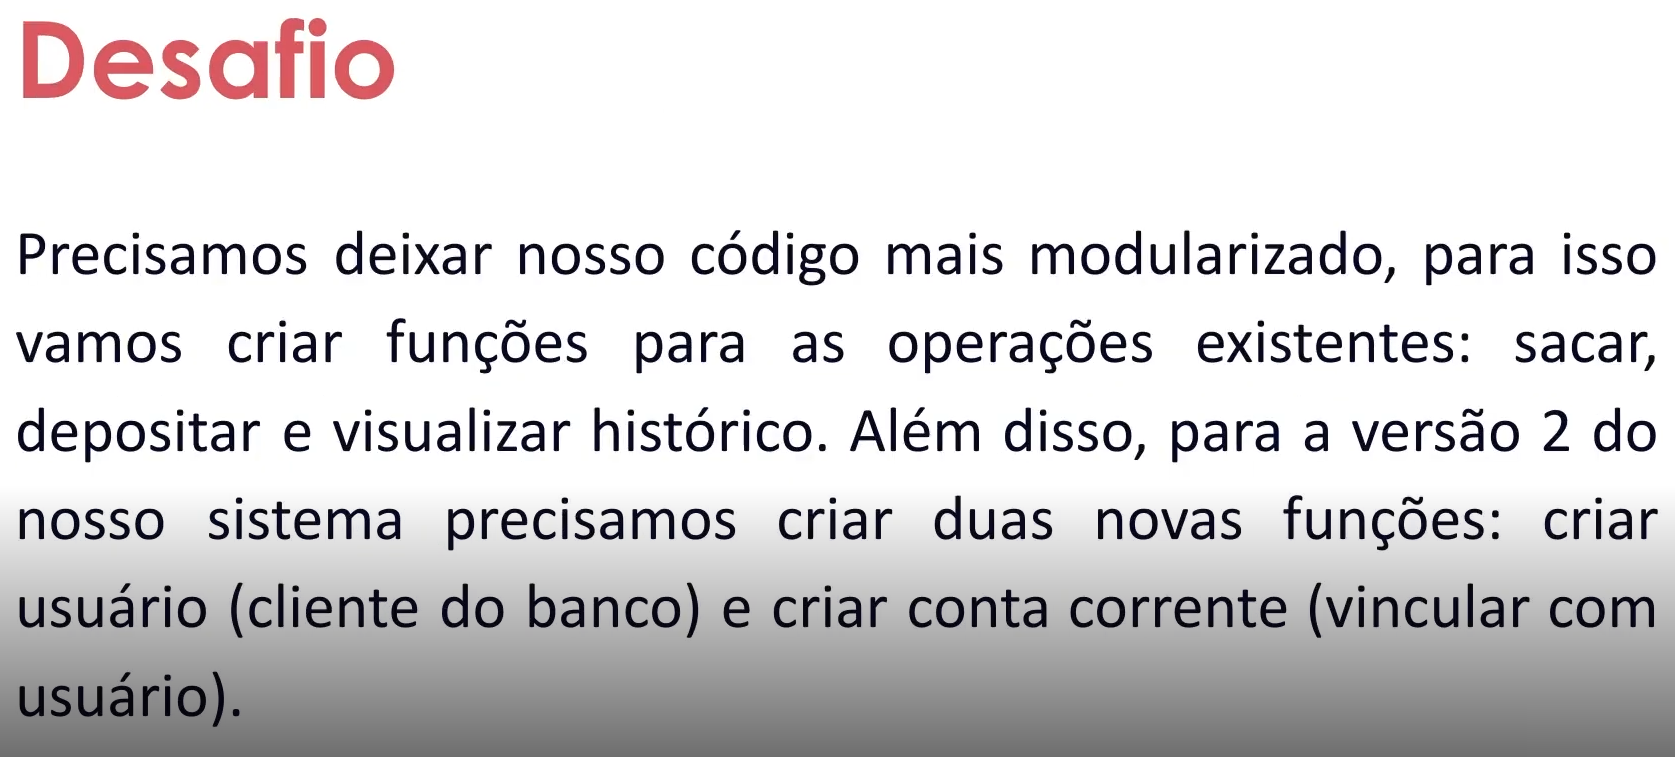 Desafio
Precisamos deixar nosso código mais modularizado, para isso
vamos criar funções para as operações existentes: sacar,
depositar e visualizar histórico. Além disso, para a versão 2 do
nosso sistema precisamos criar duas novas funções: criar
usuário (cliente do banco) e criar conta corrente (vincular com
usuário).